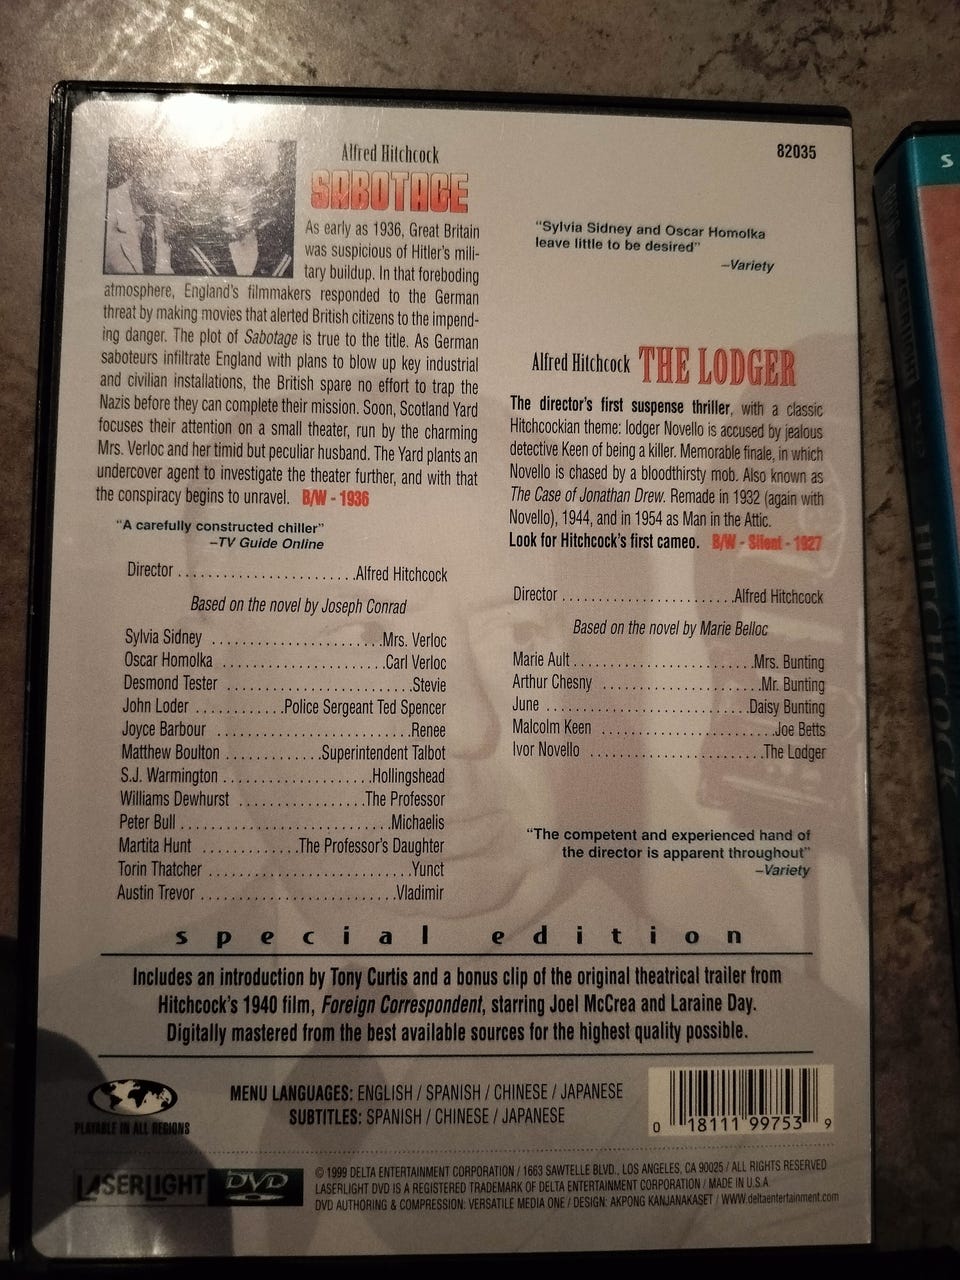 82035
Alfred Hitchcock
SABOTAGE
As early as 1936, Great Britain
was suspicious of Hitler's mili-
tary buildup. In that foreboding
atmosphere, England's filmmakers responded to the German
threat by making movies that alerted British citizens to the impend-
ing danger. The plot of Sabotage is true to the title. As German
saboteurs infiltrate England with plans to blow up key industrial
and civilian installations, the British spare no effort to trap the
Nazis before they can complete their mission. Soon, Scotland Yard
focuses their attention on a small theater, run by the charming
Mrs. Verloc and her timid but peculiar husband. The Yard plants an
undercover agent to investigate the theater further, and with that
the conspiracy begins to unravel. B/W - 1936
"A carefully constructed chiller"
–TV Guide Online
Director ........................Alfred Hitchcock
Based on the novel by Joseph Conrad
Sylvia Sidney .......................Mrs. Verloc
Oscar Homolka ......................Carl Verloc
Desmond Tester .........................Stevie
John Loder ............Police Sergeant Ted Spencer
Joyce Barbour ..........................Renee
Matthew Boulton .............Superintendent Talbot
S.J. Warmington ....................Hollingshead
Williams Dewhurst .................The Professor
Peter Bull ............................Michaelis
Martita Hunt .............The Professor's Daughter
Torin Thatcher ...........................Yunct
Austin Trevor ..........................Vladimir
"Sylvia Sidney and Oscar Homolka
leave little to be desired"
–Variety
Alfred Hitchcock THE LODGER
The director's first suspense thriller, with a classic
Hitchcockian theme: lodger Novello is accused by jealous
detective Keen of being a killer. Memorable finale, in which
Novello is chased by a bloodthirsty mob. Also known as
The Case of Jonathan Drew. Remade in 1932 (again with
Novello), 1944, and in 1954 as Man in the Attic.
Look for Hitchcock's first cameo. B/W - Silent - 1927
Director .......................Alfred Hitchcock
Based on the novel by Marie Belloc
Marie Ault ........................Mrs. Bunting
Arthur Chesny .....................Mr. Bunting
June ...........................Daisy Bunting
Malcolm Keen ........................Joe Betts
Ivor Novello .......................The Lodger
"The competent and experienced hand of
the director is apparent throughout"
–Variety
special edition
Includes an introduction by Tony Curtis and a bonus clip of the original theatrical trailer from
Hitchcock's 1940 film, Foreign Correspondent, starring Joel McCrea and Laraine Day.
Digitally mastered from the best available sources for the highest quality possible.
PLAYABLE IN ALL REGIONS
MENU LANGUAGES: ENGLISH / SPANISH / CHINESE / JAPANESE
SUBTITLES: SPANISH / CHINESE / JAPANESE
0 18111 99753 9
LASERLIGHT DVD
© 1999 DELTA ENTERTAINMENT CORPORATION / 1663 SAWTELLE BLVD., LOS ANGELES, CA 90025 / ALL RIGHTS RESERVED
LASERLIGHT DVD IS A REGISTERED TRADEMARK OF DELTA ENTERTAINMENT CORPORATION / MADE IN U.S.A
DVD AUTHORING & COMPRESSION: VERSATILE MEDIA ONE / DESIGN: AKPONG KANJANAKASET / WWW.deltaentertainment.com
S
HITCHCOCK